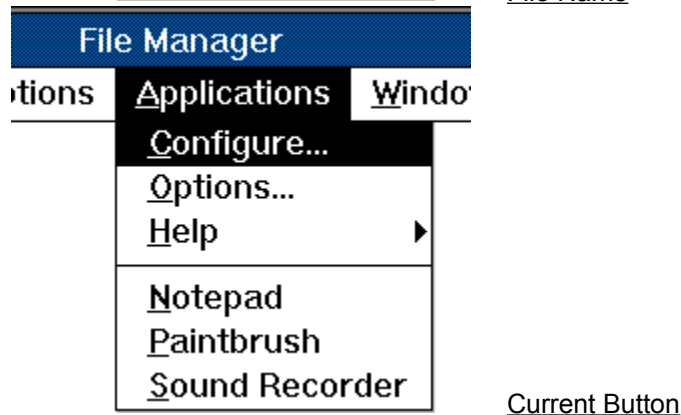 File Name
File Manager
tions Applications Windo
Configure...
Options...
Help
Notepad
Paintbrush
Sound Recorder
Current Button